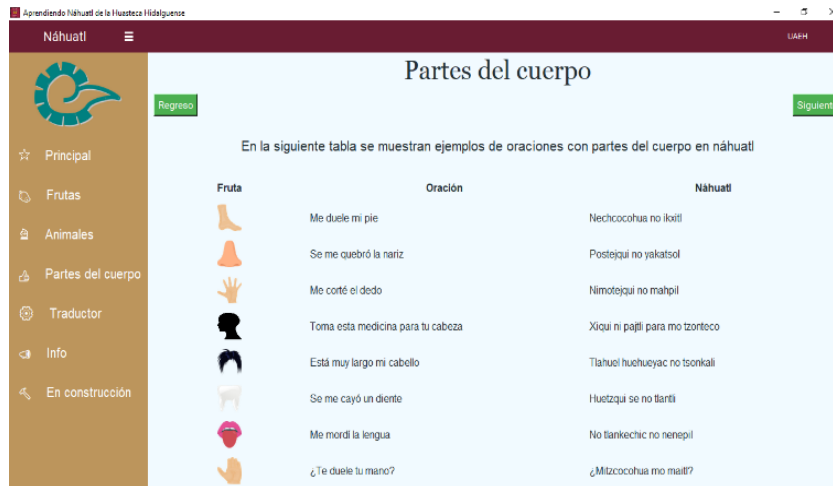 Aprendiendo Náhuatl de la Huasteca Hidalguense
Náhuatl
UAEH
Partes del cuerpo
Regreso
Siguient
En la siguiente tabla se muestran ejemplos de oraciones con partes del cuerpo en náhuatl
Principal
Frutas
Animales
Partes del cuerpo
Traductor
Info
En construcción
Fruta Oración Náhuatl
Me duele mi pie Nechcocohua no ikxitl
Se me quebró la nariz Postejqui no yakatsol
Me corté el dedo Nimotejqui no mahpil
Toma esta medicina para tu cabeza Xiqui ni pajtli para mo tzonteco
Está muy largo mi cabello Tlahuel huehueyac no tsonkali
Se me cayó un diente Huetzqui se no tlantli
Me mordí la lengua No tlankechic no nenepil
¿Te duele tu mano? ¿Mitzcocohua mo maitl?